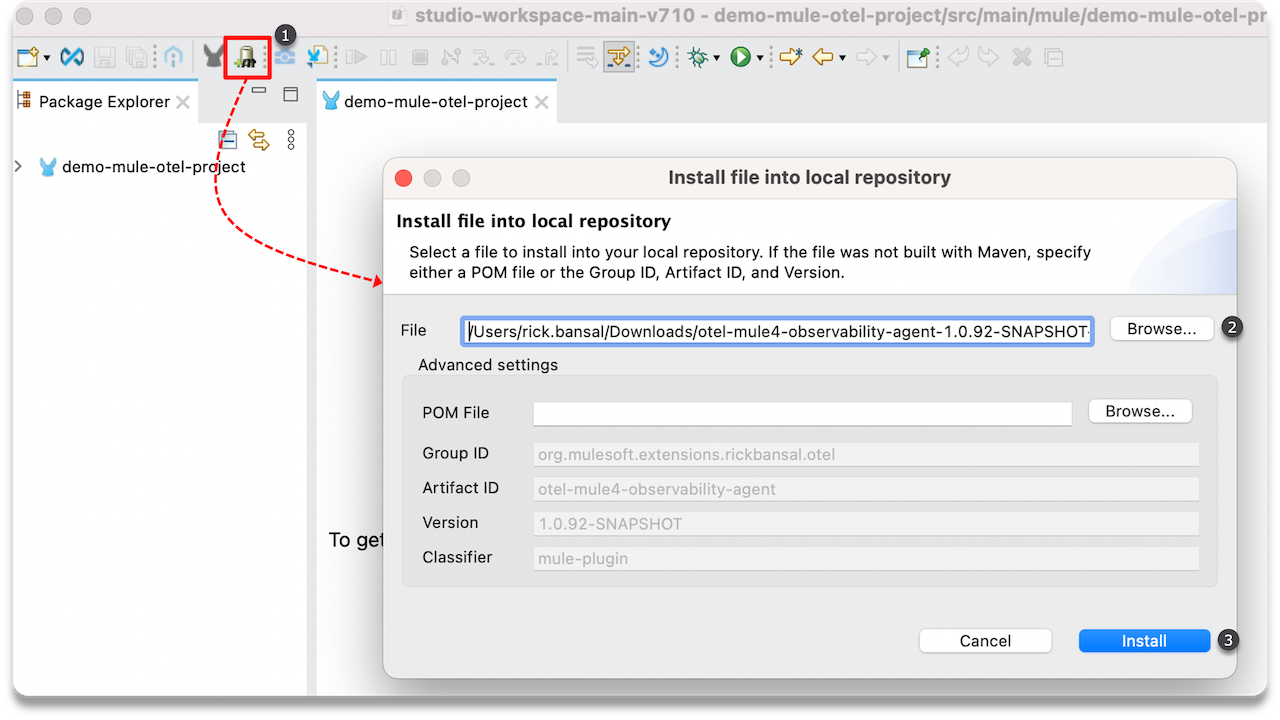 studio-workspace-main-v710 - demo-mule-otel-project/src/main/mule/demo-mule-otel-pr
1
Package Explorer
demo-mule-otel-project
demo-mule-otel-project
Install file into local repository
Install file into local repository
Select a file to install into your local repository. If the file was not built with Maven, specify
either a POM file or the Group ID, Artifact ID, and Version.
File
/Users/rick.bansal/Downloads/otel-mule4-observability-agent-1.0.92-SNAPSHOT-
Browse...
2
Advanced settings
POM File
Browse...
Group ID
org.mulesoft.extensions.rickbansal.otel
Artifact ID
otel-mule4-observability-agent
Version
1.0.92-SNAPSHOT
Classifier
mule-plugin
To get
Cancel
Install
3